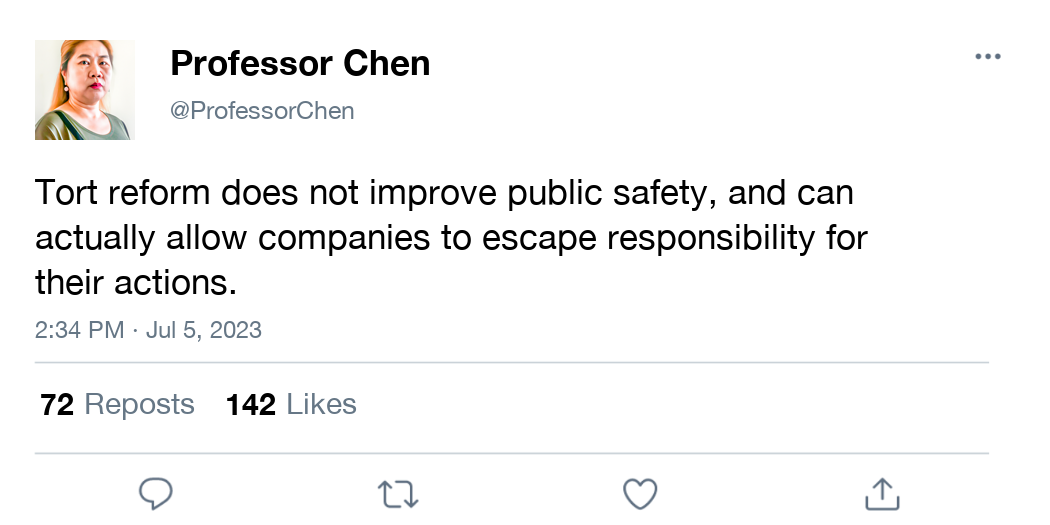 Professor Chen
@ProfessorChen
Tort reform does not improve public safety, and can
actually allow companies to escape responsibility for
their actions.
2:34 PM · Jul 5, 2023
72 Reposts 142 Likes